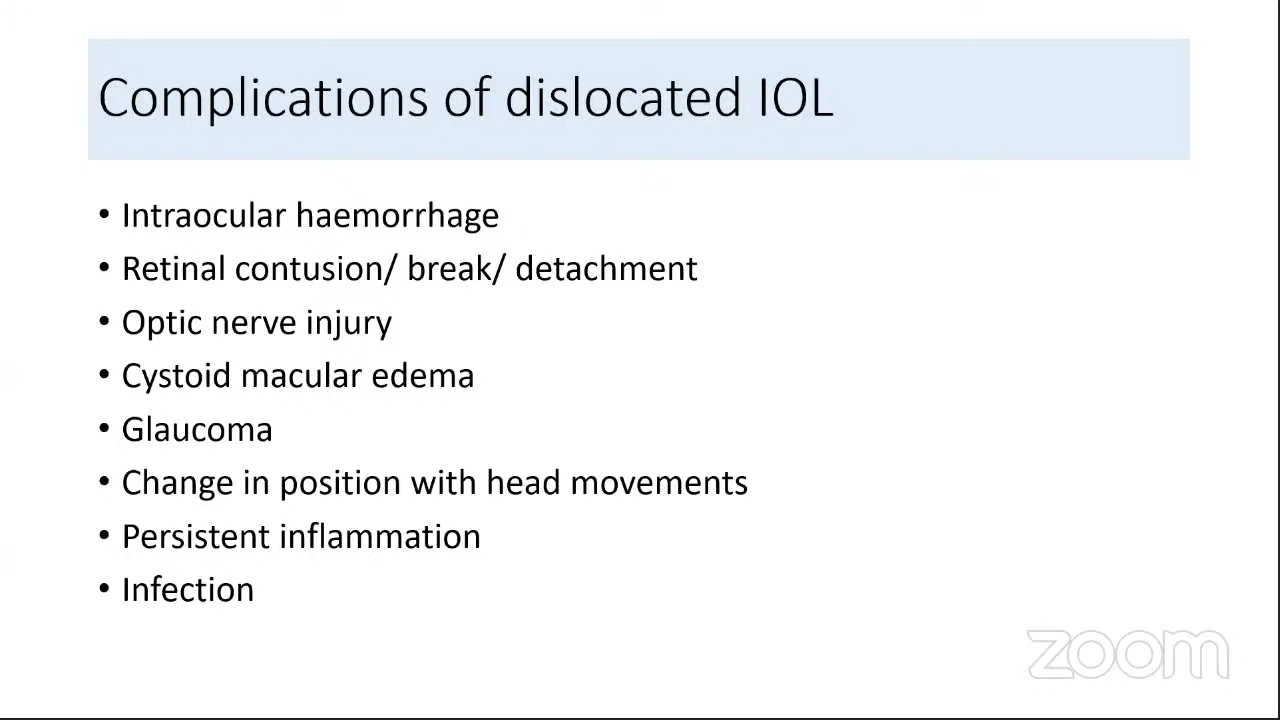 Complications of dislocated IOL
• Intraocular haemorrhage
• Retinal contusion/ break/ detachment
• Optic nerve injury
• Cystoid macular edema
• Glaucoma
• Change in position with head movements
• Persistent inflammation
• Infection
zoom